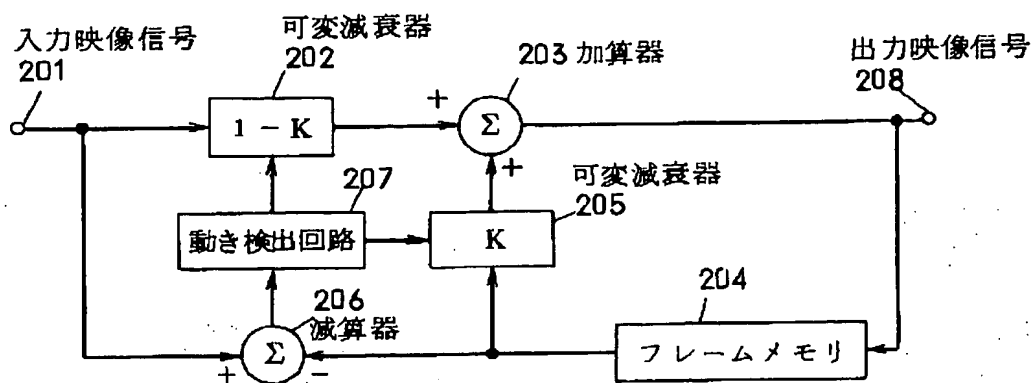 入力映像信号
201
可変減衰器
202
1－K
+
203 加算器
Σ
+
出力映像信号
208
207
動き検出回路
可変減衰器
205
K
206
減算器
Σ
+
−
204
フレームメモリ